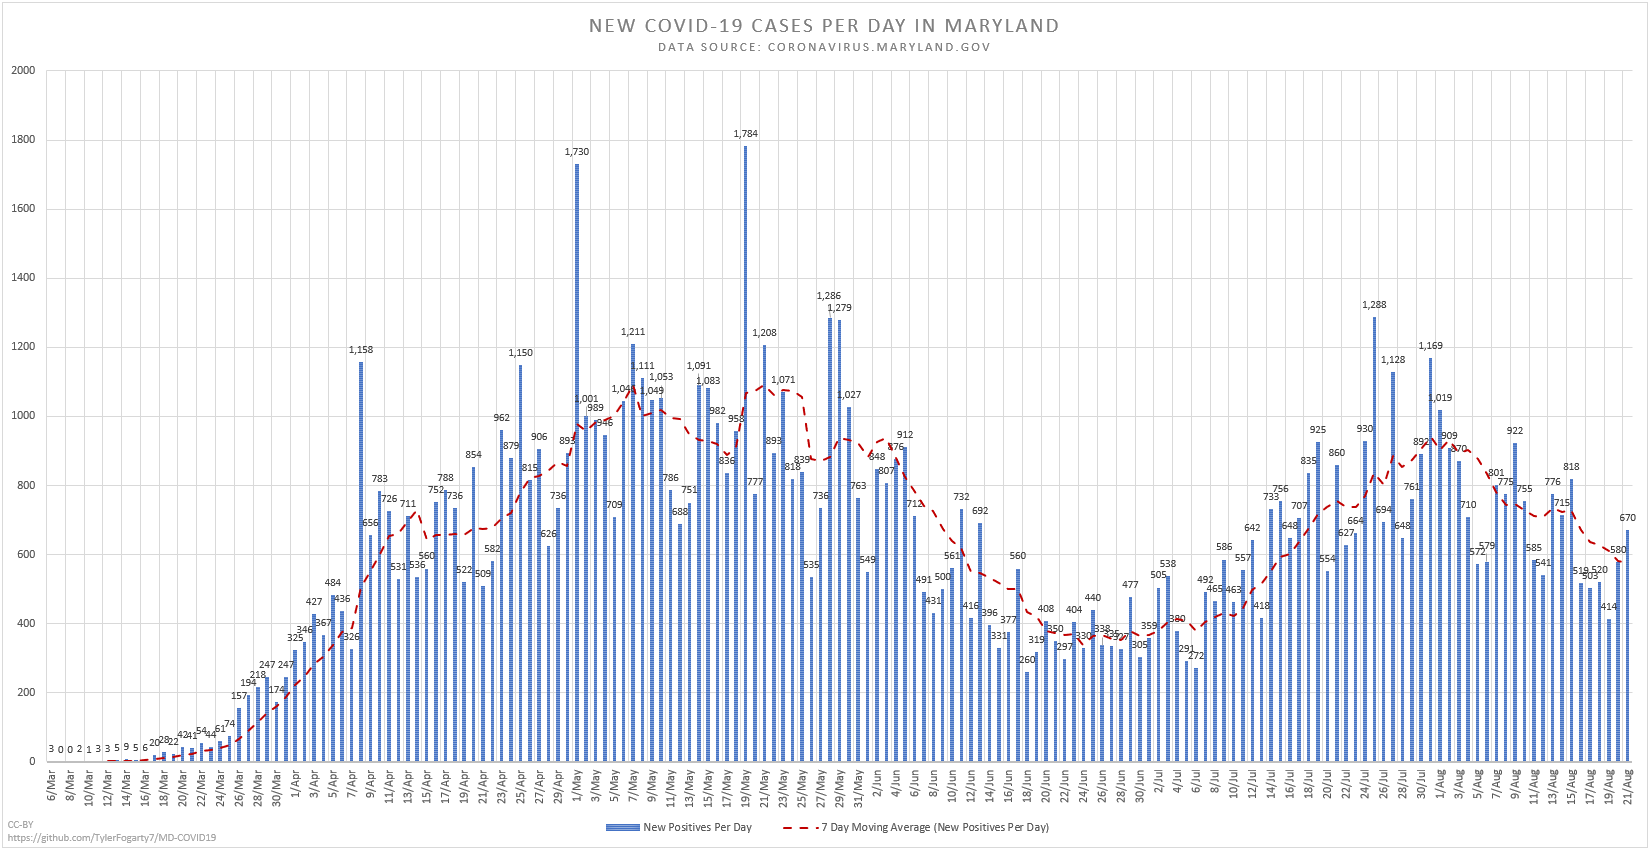 NEW COVID-19 CASES PER DAY IN MARYLAND
DATA SOURCE: CORONAVIRUS.MARYLAND.GOV
2000
1800
1600
1400
1200
1000
800
600
400
200
0
3 0 0 2 1 3 3 5 9 5 6 20 28 22 42 41 54 44 61 74 157 194 218 247 174 247 325 346 427 367 484 436 326 1,158 656 783 726 531 711 536 560 752 788 736 522 854 509 582 962 879 1,150 815 906 626 736 893 1,730 1,001 989 946 709 1,211 1,111 1,049 1,053 786 688 751 1,091 1,083 982 836 958 1,784 777 1,208 893 1,071 818 839 535 736 1,286 1,279 1,027 763 549 848 807 876 912 712 491 431 500 561 732 416 692 396 331 377 560 260 319 408 350 297 404 330 440 338 335 327 477 305 359 505 538 380 291 272 492 465 586 463 557 642 418 733 756 648 707 835 925 554 860 627 664 930 1,288 694 1,128 648 761 892 1,169 1,019 909 870 710 572 579 801 775 922 755 585 541 776 715 818 519 503 520 414 580 670
6/Mar 8/Mar 10/Mar 12/Mar 14/Mar 16/Mar 18/Mar 20/Mar 22/Mar 24/Mar 26/Mar 28/Mar 30/Mar 1/Apr 3/Apr 5/Apr 7/Apr 9/Apr 11/Apr 13/Apr 15/Apr 17/Apr 19/Apr 21/Apr 23/Apr 25/Apr 27/Apr 29/Apr 1/May 3/May 5/May 7/May 9/May 11/May 13/May 15/May 17/May 19/May 21/May 23/May 25/May 27/May 29/May 31/May 2/Jun 4/Jun 6/Jun 8/Jun 10/Jun 12/Jun 14/Jun 16/Jun 18/Jun 20/Jun 22/Jun 24/Jun 26/Jun 28/Jun 30/Jun 2/Jul 4/Jul 6/Jul 8/Jul 10/Jul 12/Jul 14/Jul 16/Jul 18/Jul 20/Jul 22/Jul 24/Jul 26/Jul 28/Jul 30/Jul 1/Aug 3/Aug 5/Aug 7/Aug 9/Aug 11/Aug 13/Aug 15/Aug 17/Aug 19/Aug 21/Aug
New Positives Per Day 7 Day Moving Average (New Positives Per Day)
CC-BY
https://github.com/TylerFogarty7/MD-COVID19